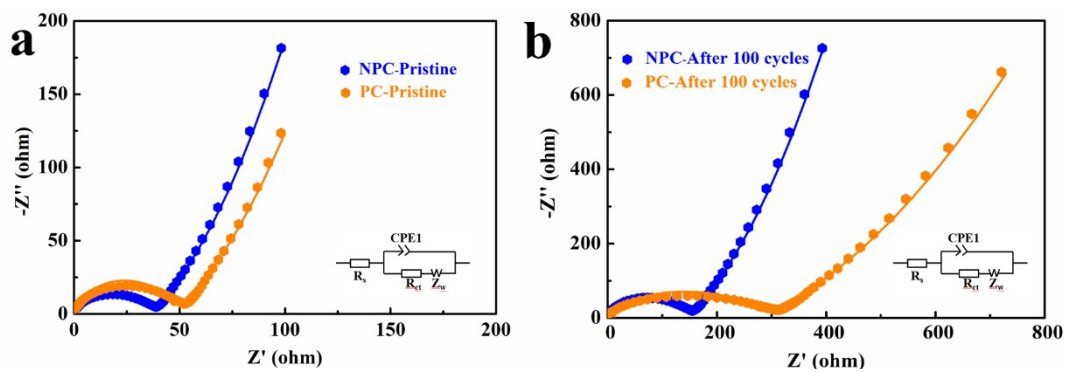 a
200
150
100
50
0
-Z'' (ohm)
NPC-Pristine
PC-Pristine
CPE1
Rs
Rct
Zw
W
0 50 100 150 200
Z' (ohm)
b
800
600
400
200
0
-Z'' (ohm)
NPC-After 100 cycles
PC-After 100 cycles
CPE1
Rs
Rct
Zw
W
0 200 400 600 800
Z' (ohm)